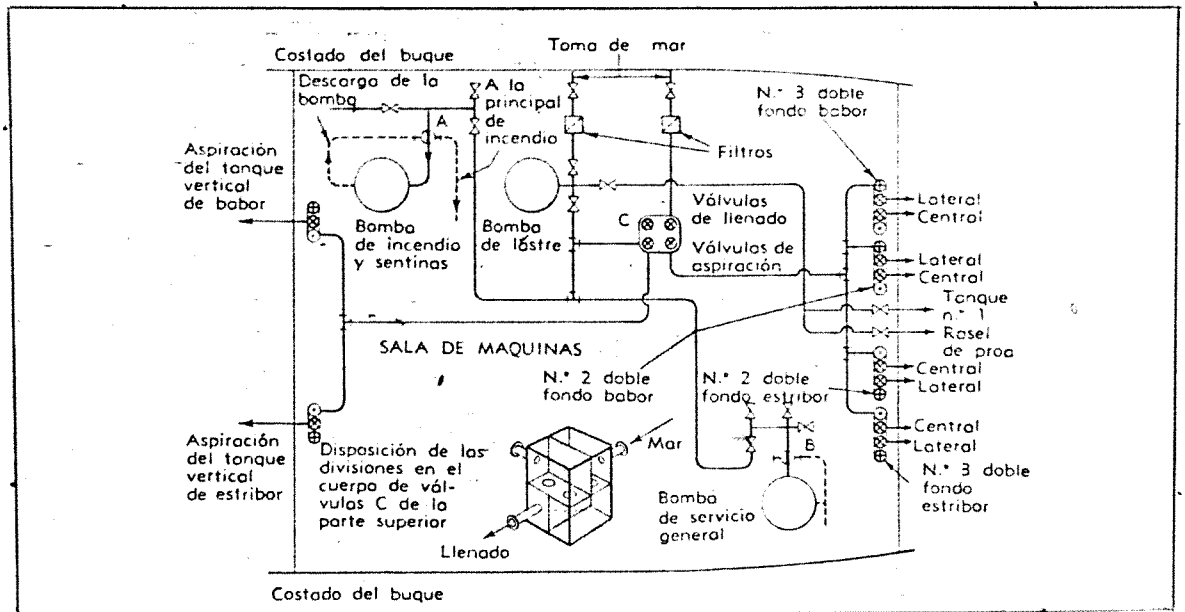 Costado del buque
Toma de mar
Descarga de la
bomba
A la
principal
de
incendio
A
N.° 3 doble
fondo babor
Filtros
Aspiración
del tanque
vertical
de babor
Lateral
Central
Bomba
de incendio
y sentinas
Bomba
de lastre
C
Válvulas
de llenado
Válvulas de
aspiración
Lateral
Central
Tanque
n.° 1
Rasel
de proa
SALA DE MAQUINAS
N.° 2 doble
fondo babor
N.° 2 doble
fondo estribor
Central
Lateral
Aspiración
del tanque
vertical
de estribor
Disposición de las
divisiones en el
cuerpo de vál-
vulas C de la
parte superior
Mar
Llenado
B
Bomba
de servicio
general
Central
Lateral
N.° 3 doble
fondo
estribor
Costado del buque